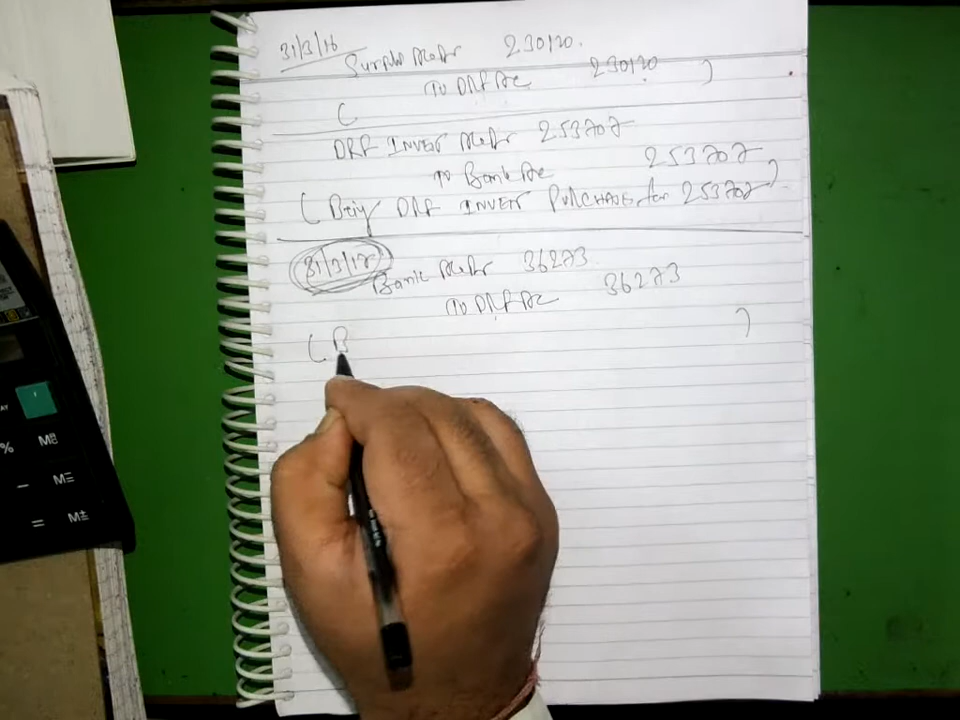 31/3/16
Surplus A/c Dr 230120.
To DRF A/c 230120 )
(
DRF INVEST A/c Dr 253707
To Bank A/c 253707
( Being DRF INVEST PURCHASE for 253707 )
31/3/17
Bank A/c Dr 36273
To DRF A/c 36273
( B )
%
M
−
M=
=
M±